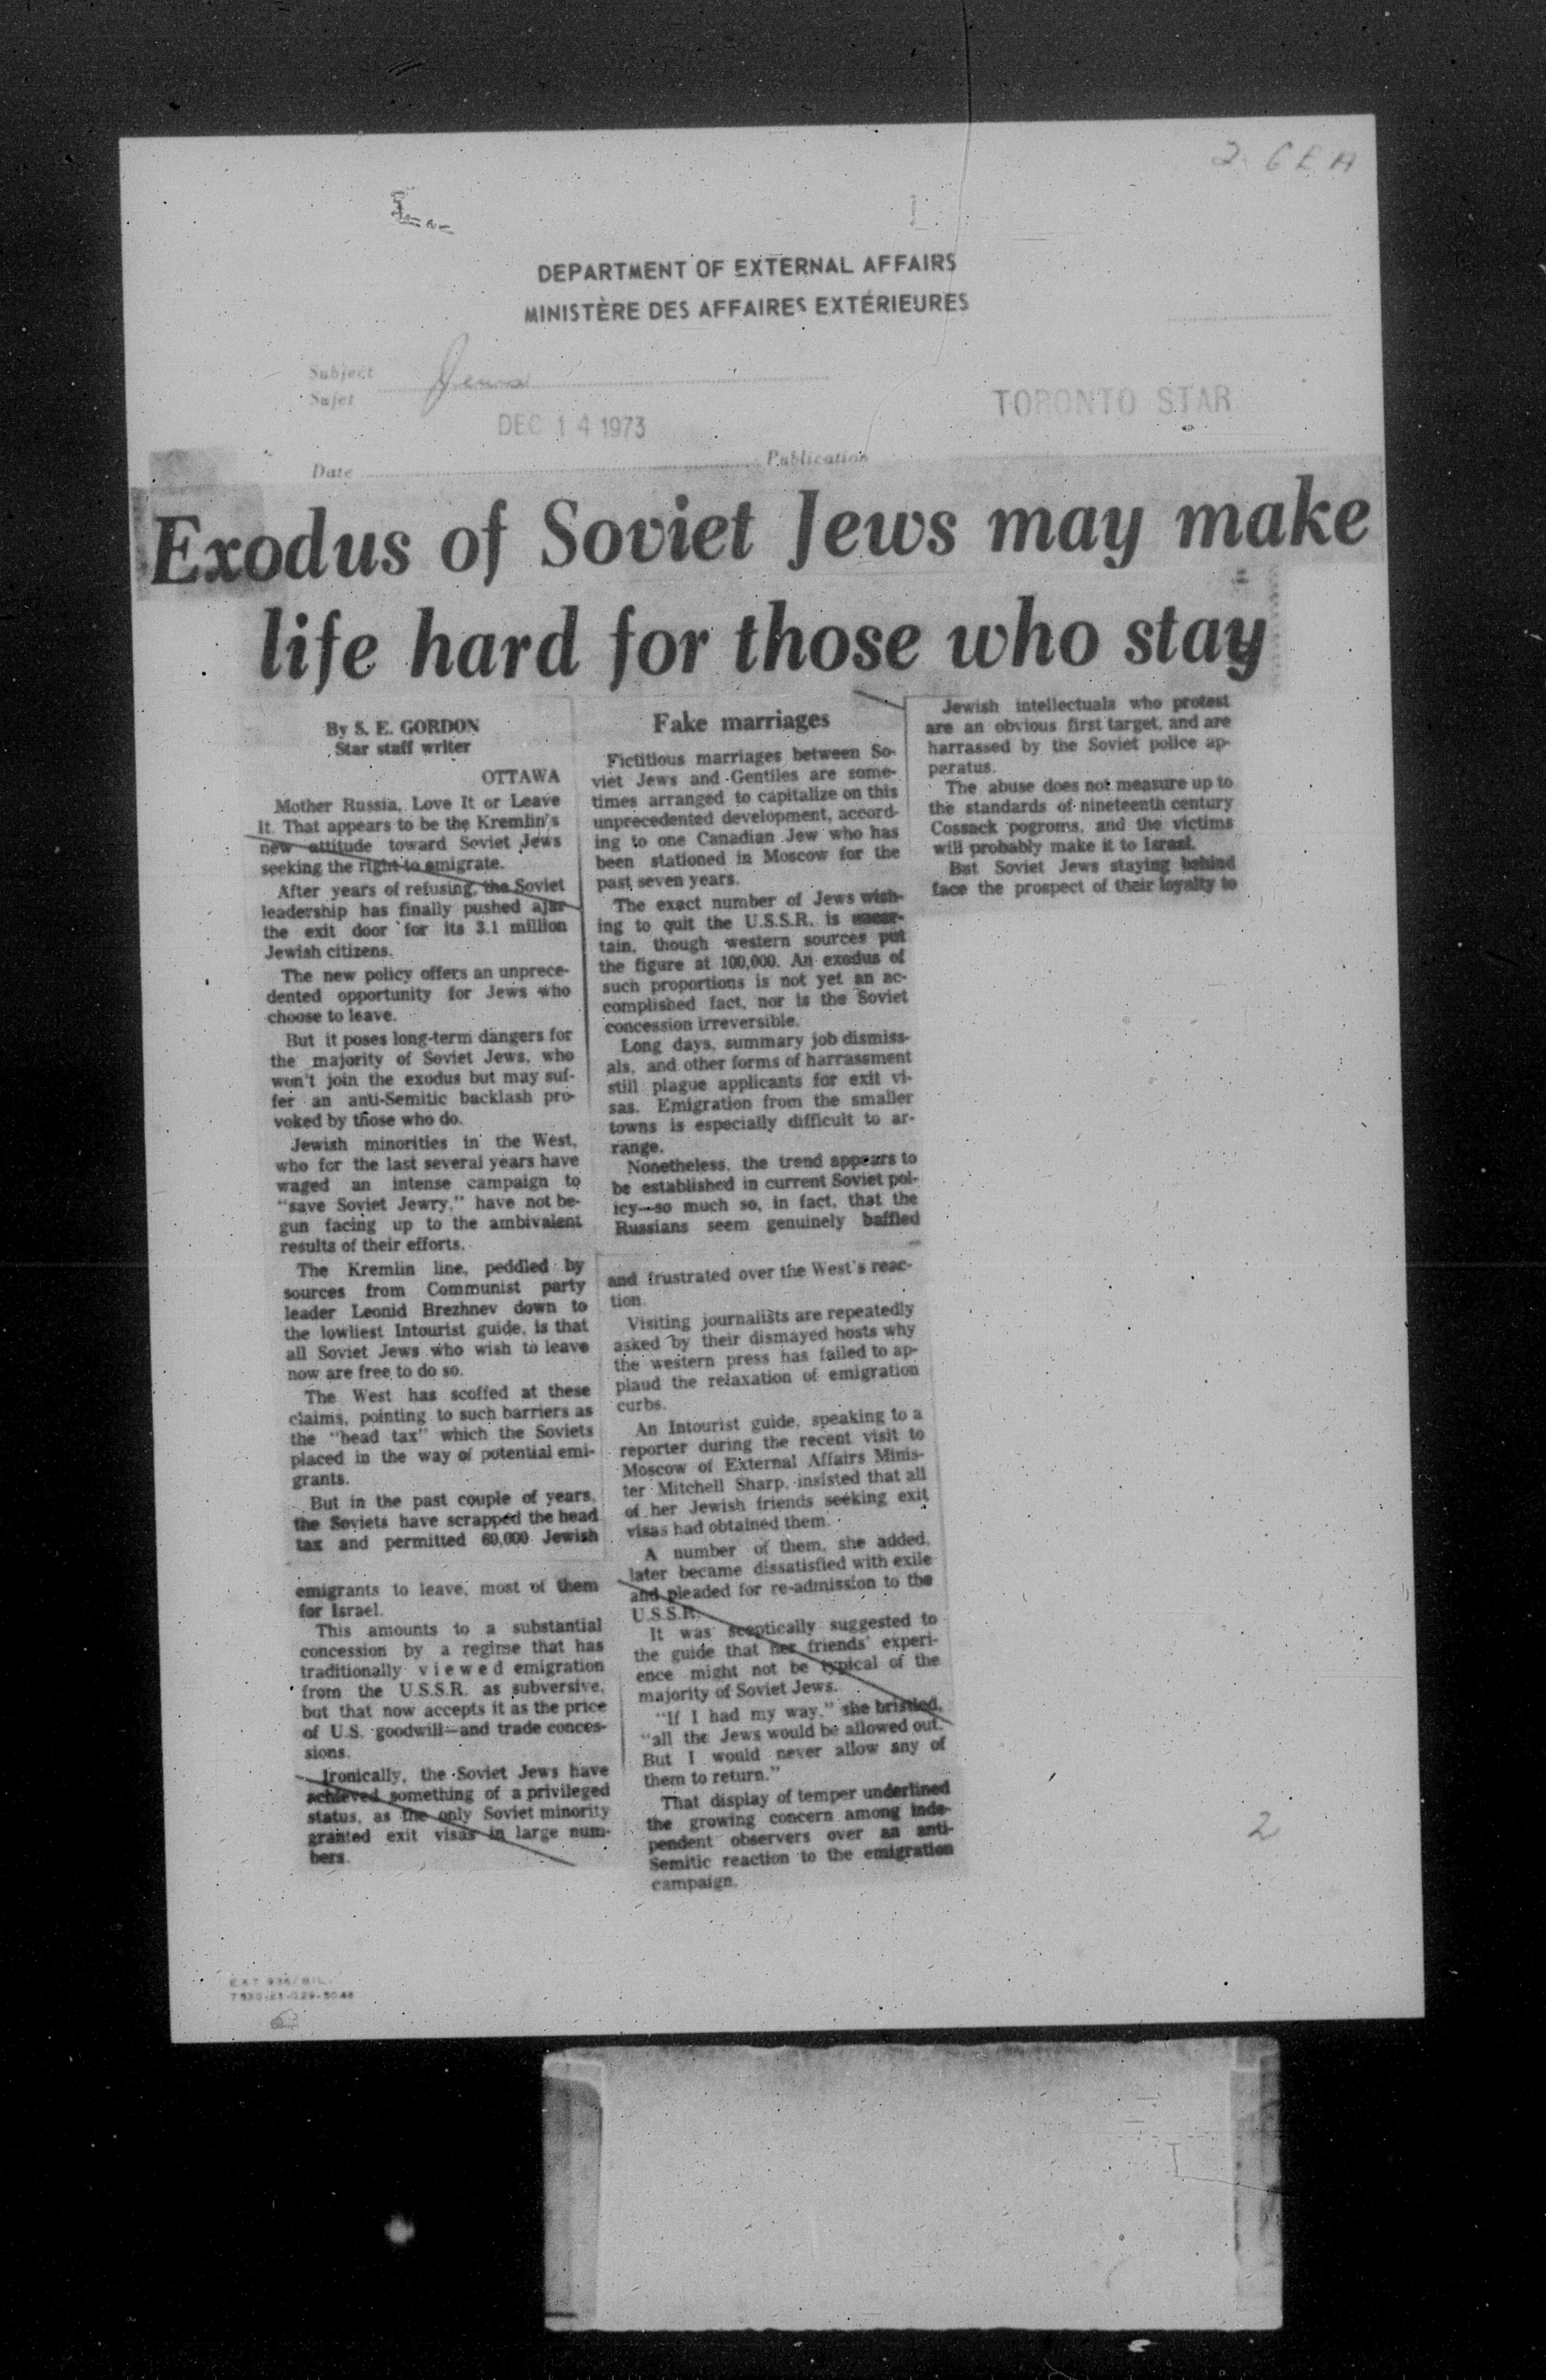 2 GEA
DEPARTMENT OF EXTERNAL AFFAIRS
MINISTÈRE DES AFFAIRES EXTÉRIEURES
Subject
Sujet
Jews
DEC 14 1973
TORONTO STAR
Date
Publication
Exodus of Soviet Jews may make
life hard for those who stay
By S. E. GORDON
Star staff writer
OTTAWA
Mother Russia, Love It or Leave
It. That appears to be the Kremlin's
new attitude toward Soviet Jews
seeking the right to emigrate.
After years of refusing, the Soviet
leadership has finally pushed ajar
the exit door for its 3.1 million
Jewish citizens.
The new policy offers an unprece-
dented opportunity for Jews who
choose to leave.
But it poses long-term dangers for
the majority of Soviet Jews, who
won't join the exodus but may suf-
fer an anti-Semitic backlash pro-
voked by those who do.
Jewish minorities in the West,
who for the last several years have
waged an intense campaign to
"save Soviet Jewry," have not be-
gun facing up to the ambivalent
results of their efforts.
The Kremlin line, peddled by
sources from Communist party
leader Leonid Brezhnev down to
the lowliest Intourist guide, is that
all Soviet Jews who wish to leave
now are free to do so.
The West has scoffed at these
claims, pointing to such barriers as
the "head tax" which the Soviets
placed in the way of potential emi-
grants.
But in the past couple of years,
the Soviets have scrapped the head
tax and permitted 60,000 Jewish
emigrants to leave, most of them
for Israel.
This amounts to a substantial
concession by a regime that has
traditionally viewed emigration
from the U.S.S.R. as subversive,
but that now accepts it as the price
of U.S. goodwill—and trade conces-
sions.
Ironically, the Soviet Jews have
achieved something of a privileged
status, as the only Soviet minority
granted exit visas in large num-
bers.
Fake marriages
Fictitious marriages between So-
viet Jews and Gentiles are some-
times arranged to capitalize on this
unprecedented development, accord-
ing to one Canadian Jew who has
been stationed in Moscow for the
past seven years.
The exact number of Jews wish-
ing to quit the U.S.S.R. is uncer-
tain, though western sources put
the figure at 100,000. An exodus of
such proportions is not yet an ac-
complished fact, nor is the Soviet
concession irreversible.
Long days, summary job dismiss-
als, and other forms of harrassment
still plague applicants for exit vi-
sas. Emigration from the smaller
towns is especially difficult to ar-
range.
Nonetheless, the trend appears to
be established in current Soviet pol-
icy—so much so, in fact, that the
Russians seem genuinely baffled
and frustrated over the West's reac-
tion.
Visiting journalists are repeatedly
asked by their dismayed hosts why
the western press has failed to ap-
plaud the relaxation of emigration
curbs.
An Intourist guide, speaking to a
reporter during the recent visit to
Moscow of External Affairs Minis-
ter Mitchell Sharp, insisted that all
of her Jewish friends seeking exit
visas had obtained them.
A number of them, she added,
later became dissatisfied with exile
and pleaded for re-admission to the
U.S.S.R.
It was sceptically suggested to
the guide that her friends' experi-
ence might not be typical of the
majority of Soviet Jews.
"If I had my way," she bristled,
"all the Jews would be allowed out.
But I would never allow any of
them to return."
That display of temper underlined
the growing concern among inde-
pendent observers over an anti-
Semitic reaction to the emigration
campaign.
Jewish intellectuals who protest
are an obvious first target, and are
harrassed by the Soviet police ap-
paratus.
The abuse does not measure up to
the standards of nineteenth century
Cossack pogroms, and the victims
will probably make it to Israel.
But Soviet Jews staying behind
face the prospect of their loyalty to
2